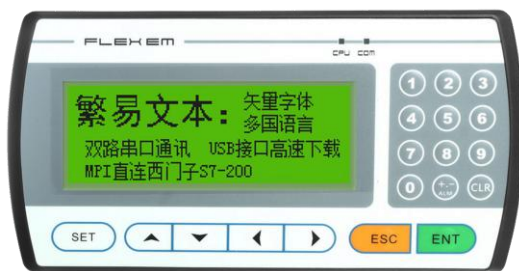 FLEXEM
CPU COM
繁易文本：
矢量字体
多国语言
双路串口通讯 USB接口高速下载
MPI直连西门子S7-200
1 2 3
4 5 6
7 8 9
0 +·- ALM CLR
SET ESC ENT